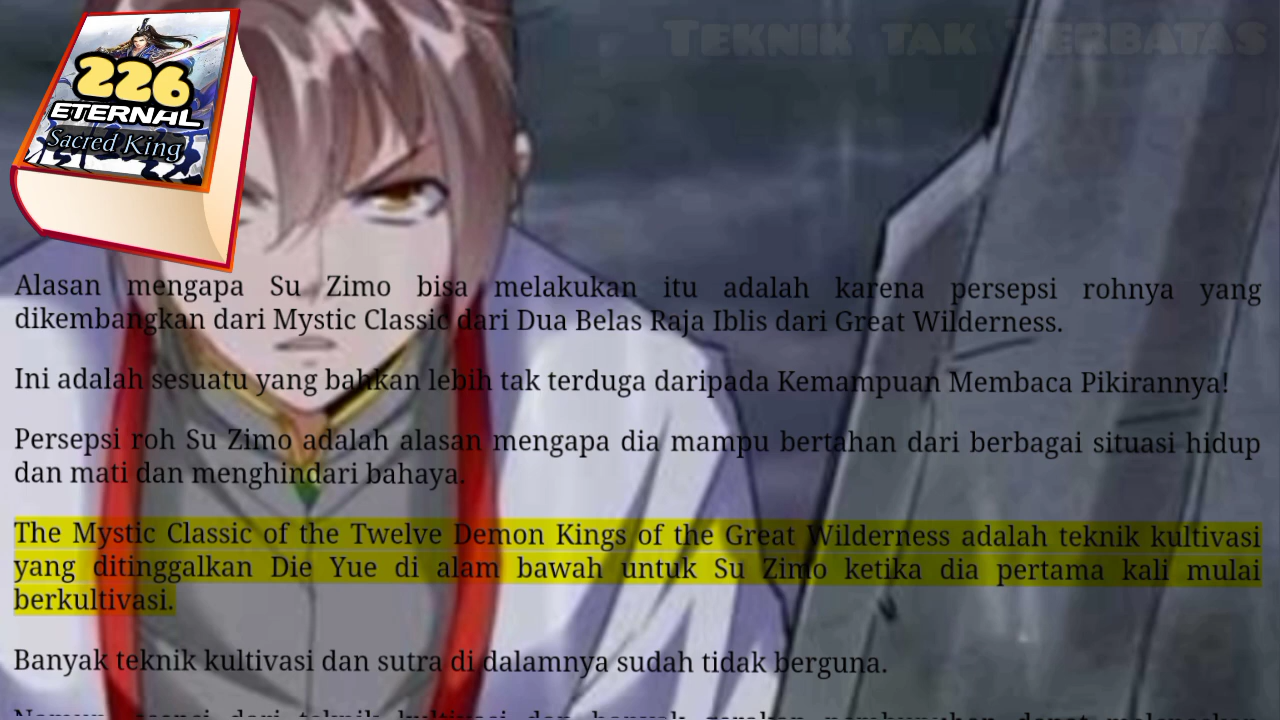 Teknik tak Terbatas
226
ETERNAL
Sacred King
Alasan mengapa Su Zimo bisa melakukan itu adalah karena persepsi rohnya yang
dikembangkan dari Mystic Classic dari Dua Belas Raja Iblis dari Great Wilderness.
Ini adalah sesuatu yang bahkan lebih tak terduga daripada Kemampuan Membaca Pikirannya!
Persepsi roh Su Zimo adalah alasan mengapa dia mampu bertahan dari berbagai situasi hidup
dan mati dan menghindari bahaya.
The Mystic Classic of the Twelve Demon Kings of the Great Wilderness adalah teknik kultivasi
yang ditinggalkan Die Yue di alam bawah untuk Su Zimo ketika dia pertama kali mulai
berkultivasi.
Banyak teknik kultivasi dan sutra di dalamnya sudah tidak berguna.